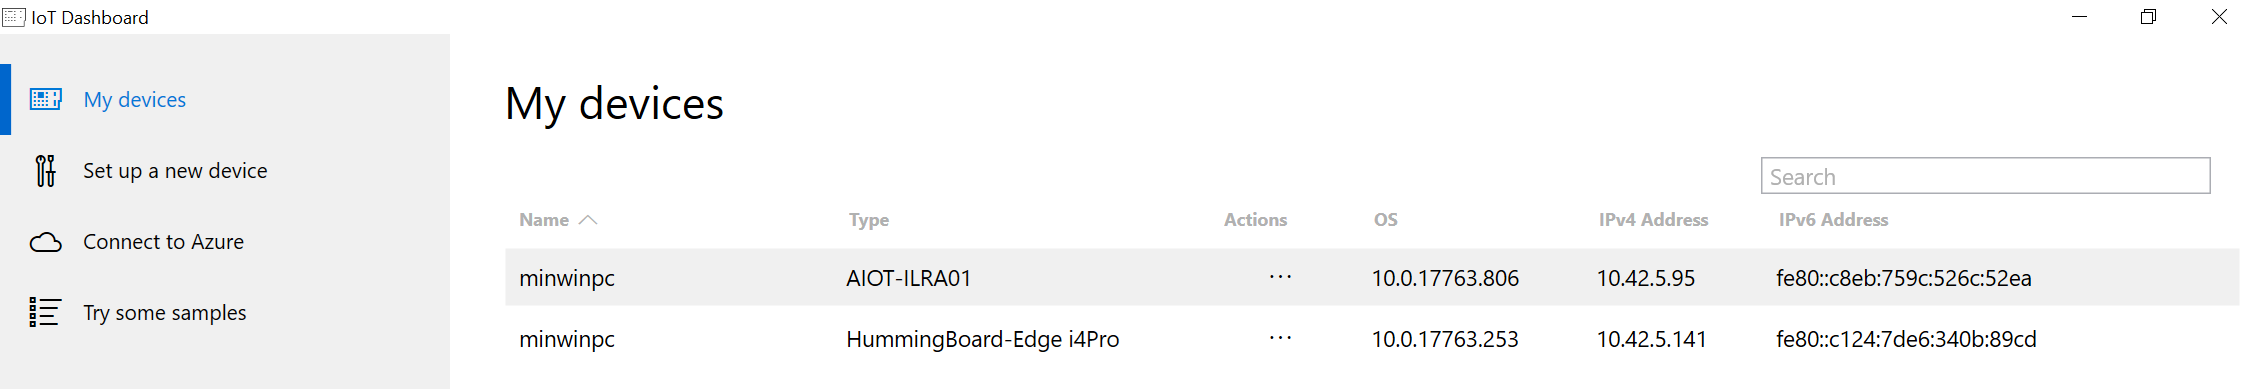 IoT Dashboard
My devices
Set up a new device
Connect to Azure
Try some samples
My devices
Search
Name Type Actions OS IPv4 Address IPv6 Address
minwinpc AIOT-ILRA01 ... 10.0.17763.806 10.42.5.95 fe80::c8eb:759c:526c:52ea
minwinpc HummingBoard-Edge i4Pro ... 10.0.17763.253 10.42.5.141 fe80::c124:7de6:340b:89cd